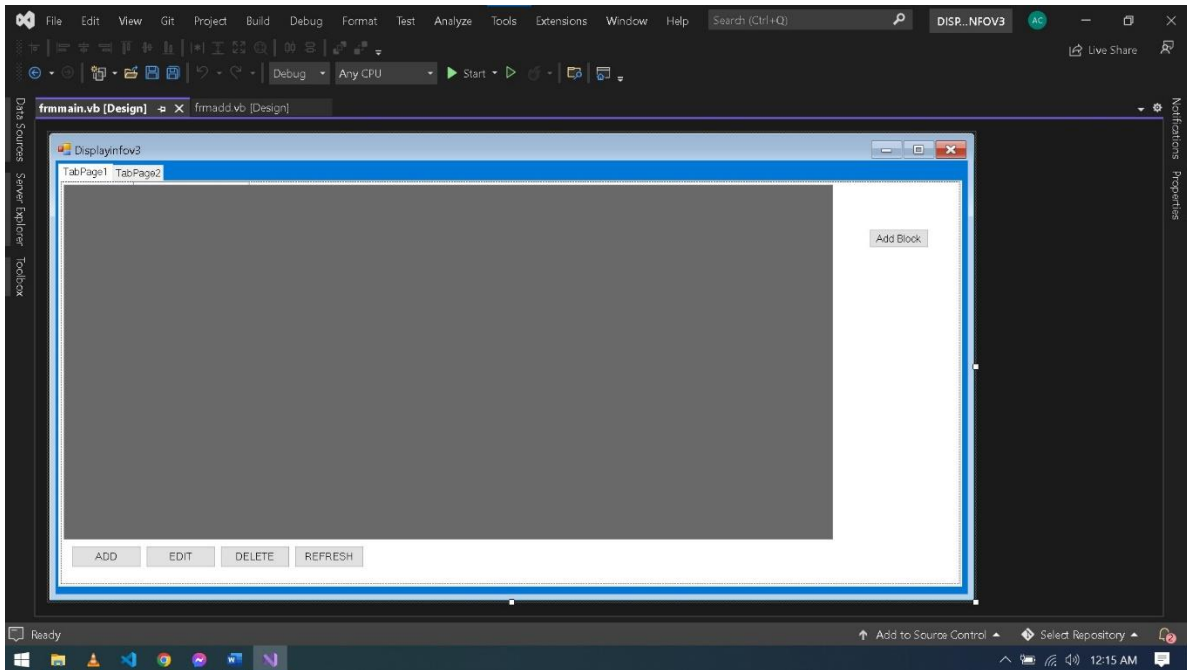 File Edit View Git Project Build Debug Format Test Analyze Tools Extensions Window Help Search (Ctrl+Q) DISP...NFOV3 AC
Live Share
Debug Any CPU Start
frmmain.vb [Design] frmadd.vb [Design]
Data Sources
Server Explorer
Toolbox
Notifications
Properties
Displayinfov3
TabPage1 TabPage2
Add Block
ADD EDIT DELETE REFRESH
Ready Add to Source Control Select Repository 2
12:15 AM